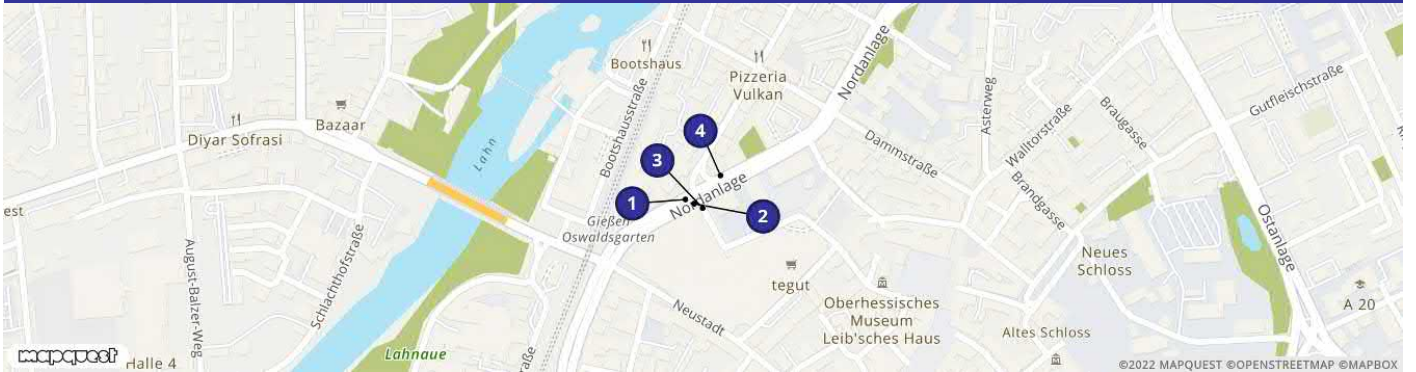 Bootshaus
Pizzeria
Vulkan
Nordanlage
Gutfleischstraße
Asterweg
Walltorstraße
Braugasse
Bazaar
Diyar Sofrasi
Lahn
Bootshausstraße
4
Dammstraße
3
Brandgasse
1
Nordanlage
2
est
Gießen
Oswaldsgarten
Schlachthofstraße
August-Balzer-Weg
Ostanlage
Neues
Schloss
tegut
Neustadt
Oberhessisches
Museum
Leib'sches Haus
A 20
Altes Schloss
mapquest
Halle 4
Lahnaue
straße
©2022 MAPQUEST ©OPENSTREETMAP ©MAPBOX